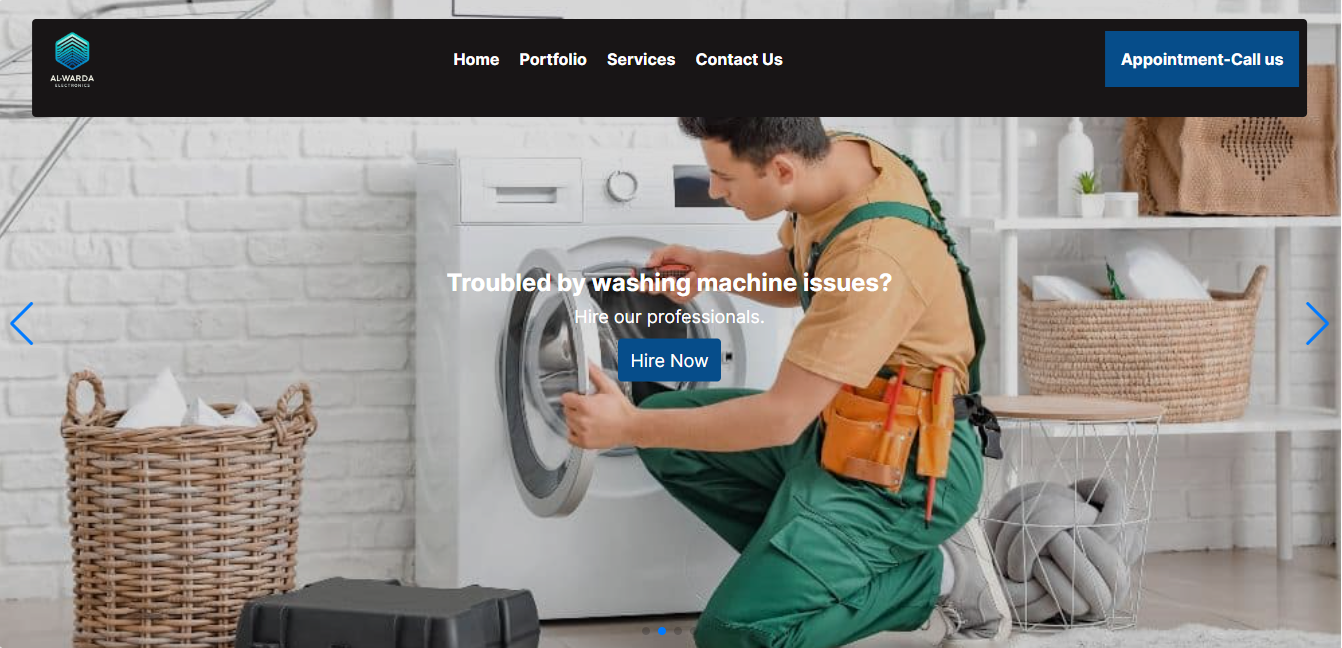 AL-WARDA
ELECTRONICS
Home Portfolio Services Contact Us
Appointment-Call us
Troubled by washing machine issues?
Hire our professionals.
Hire Now